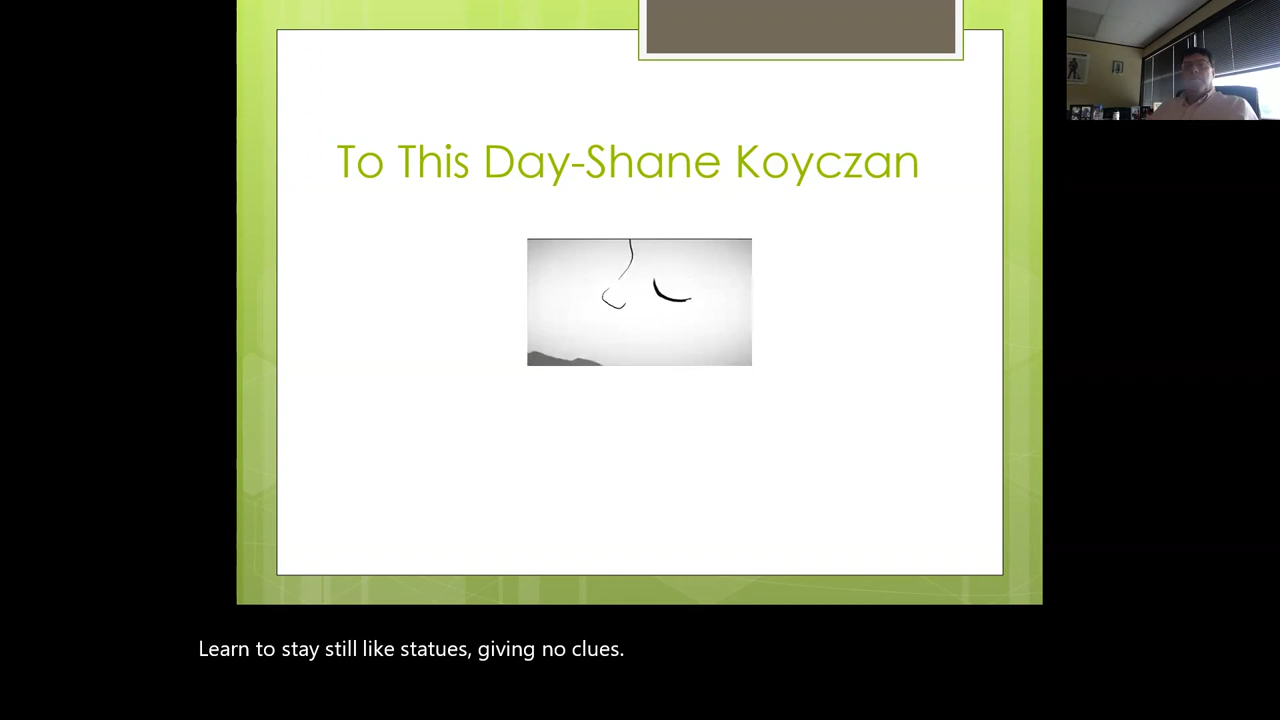 To This Day-Shane Koyczan
Learn to stay still like statues, giving no clues.